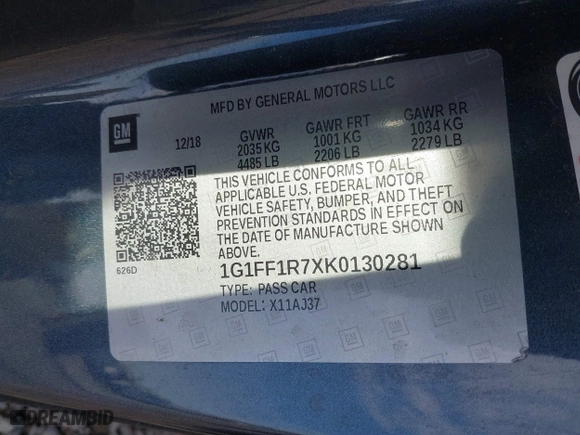 MFD BY GENERAL MOTORS LLC
GM
12/18
GVWR GAWR FRT GAWR RR
2035 KG 1001 KG 1034 KG
4485 LB 2206 LB 2279 LB
THIS VEHICLE CONFORMS TO ALL
APPLICABLE U.S. FEDERAL MOTOR
VEHICLE SAFETY, BUMPER, AND THEFT
PREVENTION STANDARDS IN EFFECT ON
THE DATE OF MANUFACTURE SHOWN
ABOVE.
626D
1G1FF1R7XK0130281
TYPE: PASS CAR
MODEL: X11AJ37
DREAMBID